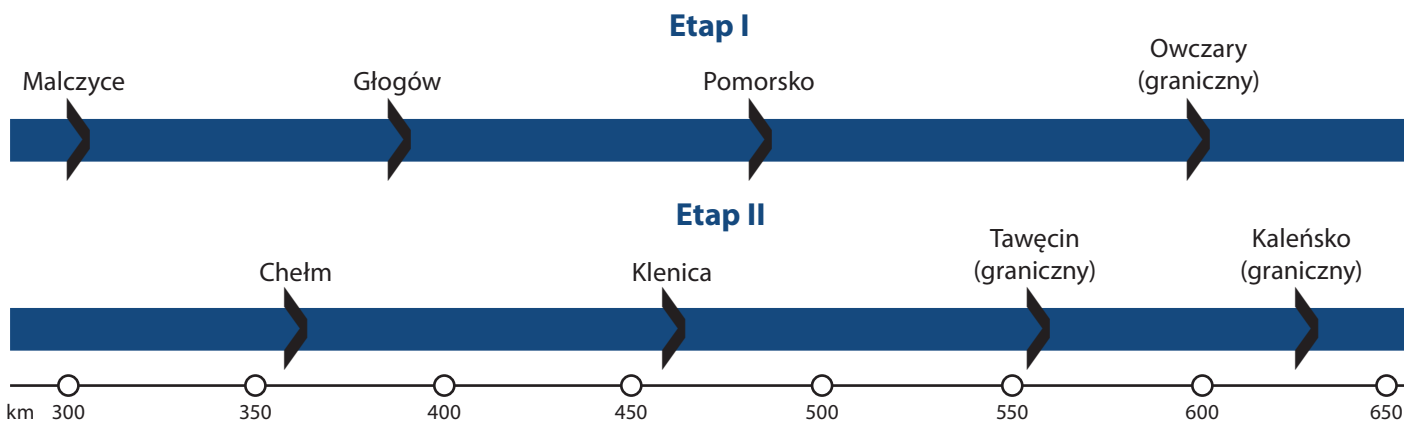 Etap I
Malczyce
Głogów
Pomorsko
Owczary
(graniczny)
Etap II
Chełm
Klenica
Tawęcin
(graniczny)
Kaleńsko
(graniczny)
km 300 350 400 450 500 550 600 650